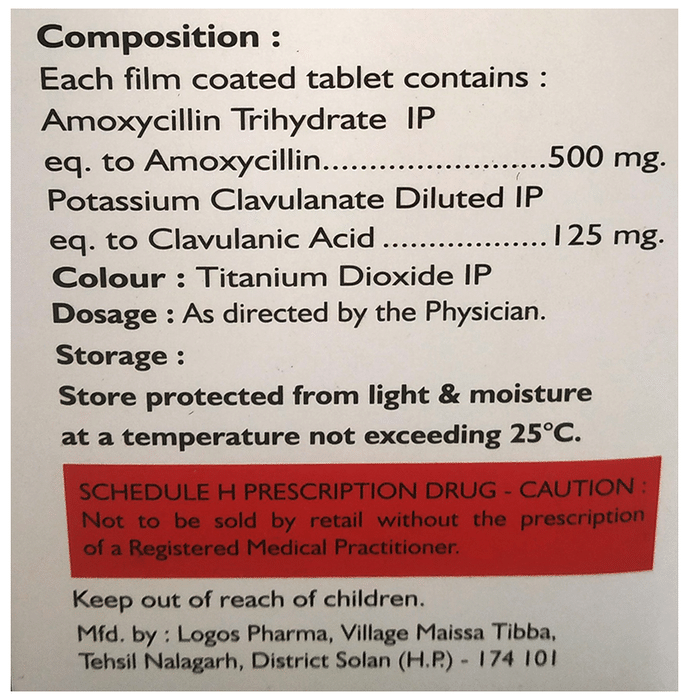 Composition :
Each film coated tablet contains :
Amoxycillin Trihydrate IP
eq. to Amoxycillin........................500 mg.
Potassium Clavulanate Diluted IP
eq. to Clavulanic Acid..................125 mg.
Colour : Titanium Dioxide IP
Dosage : As directed by the Physician.
Storage :
Store protected from light & moisture
at a temperature not exceeding 25°C.
SCHEDULE H PRESCRIPTION DRUG - CAUTION :
Not to be sold by retail without the prescription
of a Registered Medical Practitioner.
Keep out of reach of children.
Mfd. by : Logos Pharma, Village Maissa Tibba,
Tehsil Nalagarh, District Solan (H.P.) - 174 101